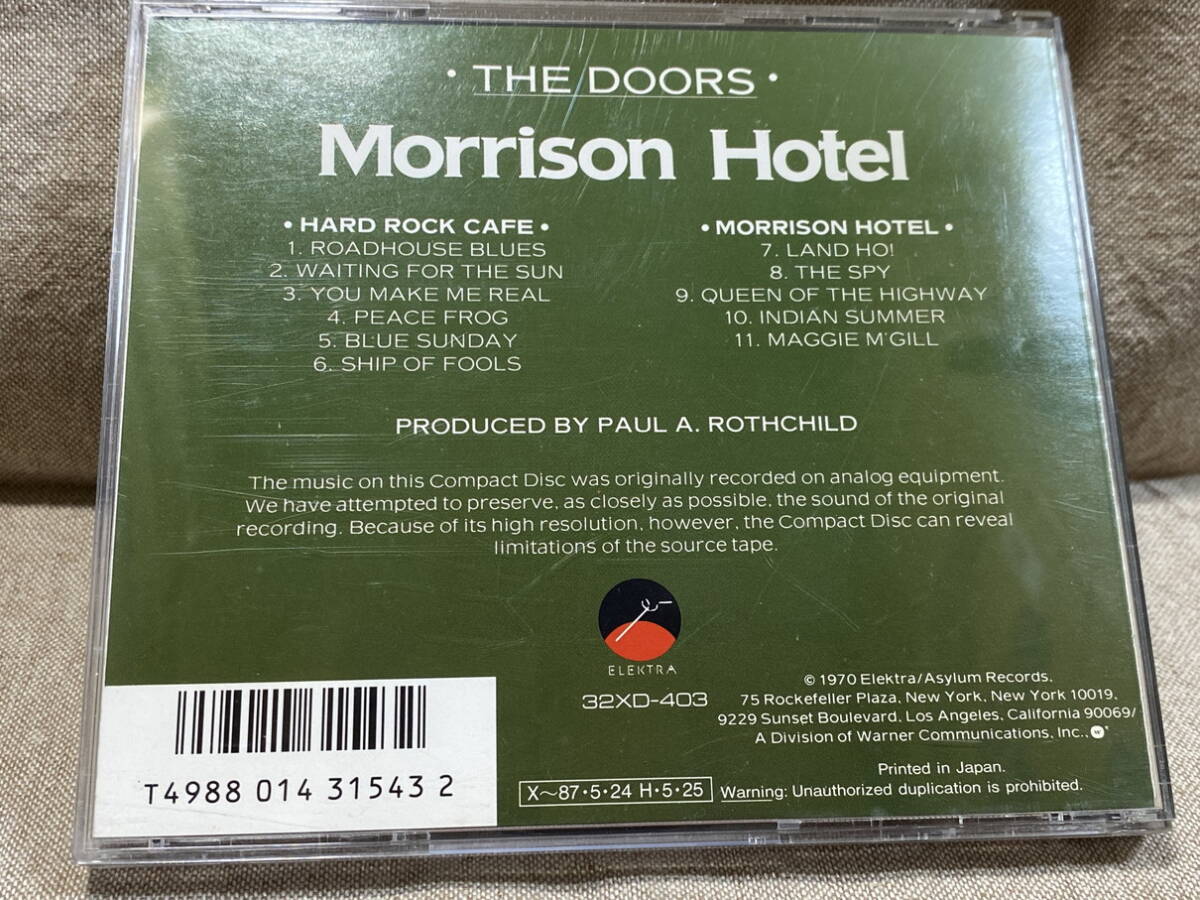 • THE DOORS •
Morrison Hotel
• HARD ROCK CAFE •
1. ROADHOUSE BLUES
2. WAITING FOR THE SUN
3. YOU MAKE ME REAL
4. PEACE FROG
5. BLUE SUNDAY
6. SHIP OF FOOLS
• MORRISON HOTEL •
7. LAND HO!
8. THE SPY
9. QUEEN OF THE HIGHWAY
10. INDIAN SUMMER
11. MAGGIE M'GILL
PRODUCED BY PAUL A. ROTHCHILD
The music on this Compact Disc was originally recorded on analog equipment.
We have attempted to preserve, as closely as possible, the sound of the original
recording. Because of its high resolution, however, the Compact Disc can reveal
limitations of the source tape.
ELEKTRA
32XD-403
© 1970 Elektra/Asylum Records.
75 Rockefeller Plaza, New York, New York 10019.
9229 Sunset Boulevard, Los Angeles, California 90069/
A Division of Warner Communications, Inc.,
Printed in Japan.
X~87•5•24 H•5•25
Warning: Unauthorized duplication is prohibited.
T4988 014 31543 2